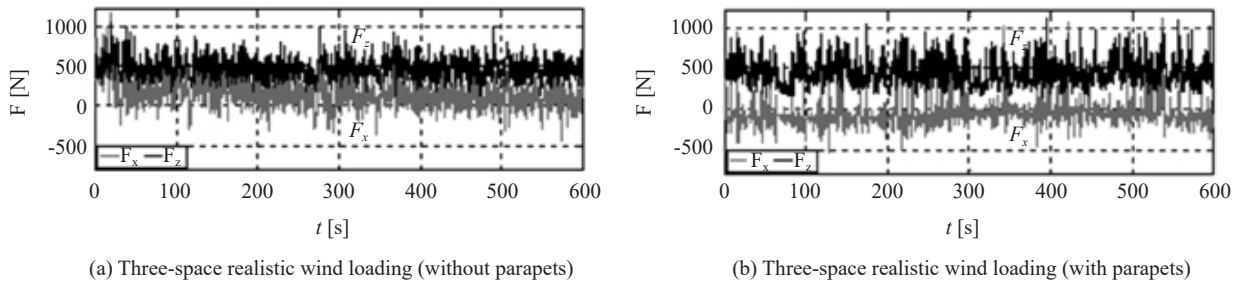 1000
500
0
-500
F [N]
F_z
F_x
F_x F_z
0 100 200 300 400 500 600
t [s]
(a) Three-space realistic wind loading (without parapets)
1000
500
0
-500
F [N]
F_z
F_x
F_x F_z
0 100 200 300 400 500 600
t [s]
(b) Three-space realistic wind loading (with parapets)